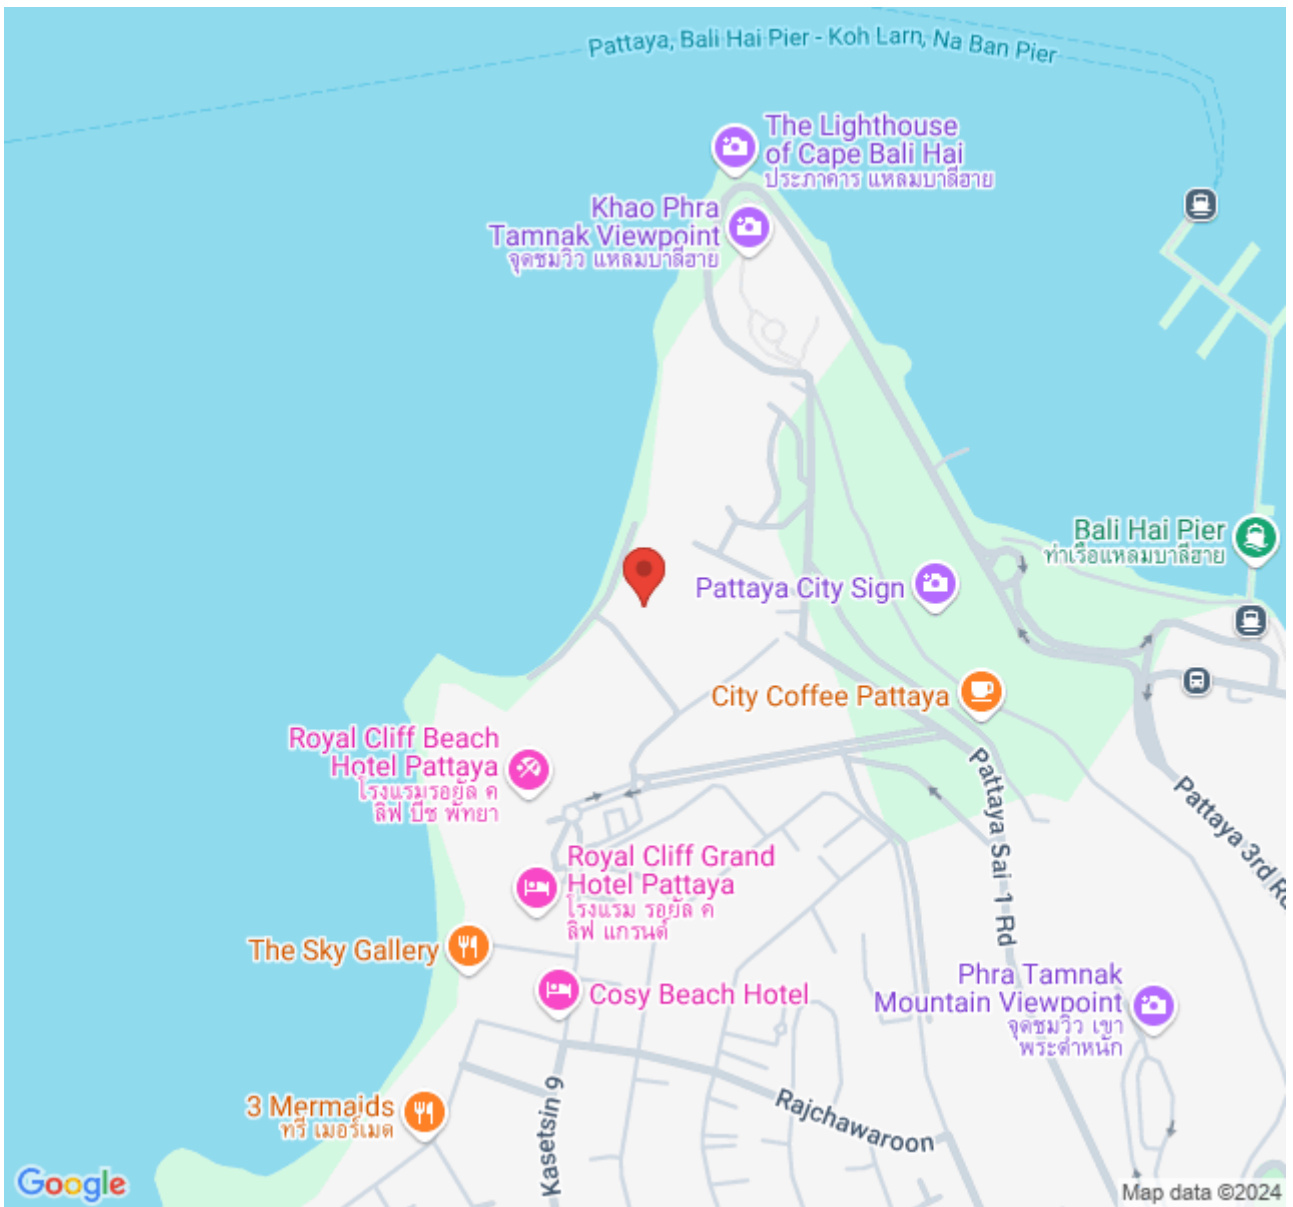 Pattaya, Bali Hai Pier - Koh Larn, Na Ban Pier
The Lighthouse
of Cape Bali Hai
ประภาคาร แหลมบาลีฮาย
Khao Phra
Tamnak Viewpoint
จุดชมวิว แหลมบาลีฮาย
Bali Hai Pier
ท่าเรือแหลมบาลีฮาย
Pattaya City Sign
City Coffee Pattaya
Royal Cliff Beach
Hotel Pattaya
โรงแรมรอยัล ค
ลิฟ บีช พัทยา
Pattaya Sai 1 Rd
Pattaya 3rd Rd
Royal Cliff Grand
Hotel Pattaya
โรงแรม รอยัล ค
ลิฟ แกรนด์
The Sky Gallery
Cosy Beach Hotel
Phra Tamnak
Mountain Viewpoint
จุดชมวิว เขา
พระตำหนัก
3 Mermaids
ทรี เมอร์เมด
Kasetsin 9
Rajchawaroon
Google
Map data ©2024